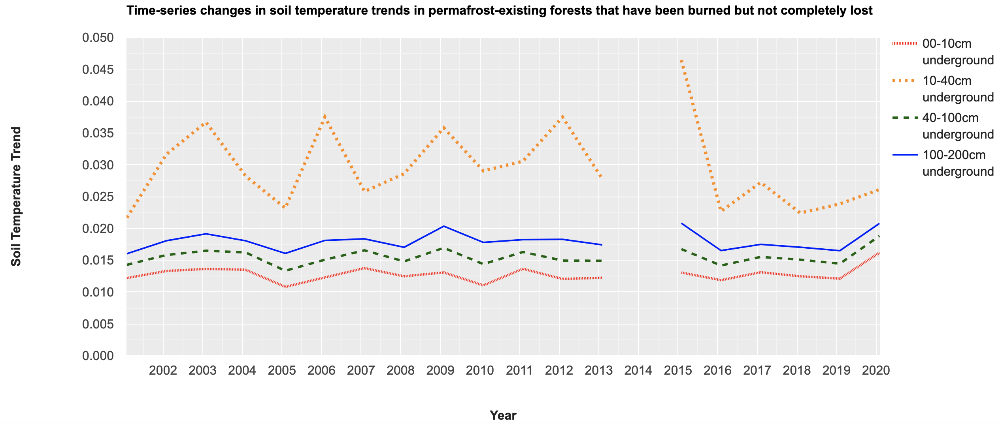 Time-series changes in soil temperature trends in permafrost-existing forests that have been burned but not completely lost
0.050
0.045
0.040
0.035
0.030
0.025
0.020
0.015
0.010
0.005
0.000
Soil Temperature Trend
2002 2003 2004 2005 2006 2007 2008 2009 2010 2011 2012 2013 2014 2015 2016 2017 2018 2019 2020
Year
00-10cm
underground
10-40cm
underground
40-100cm
underground
100-200cm
underground